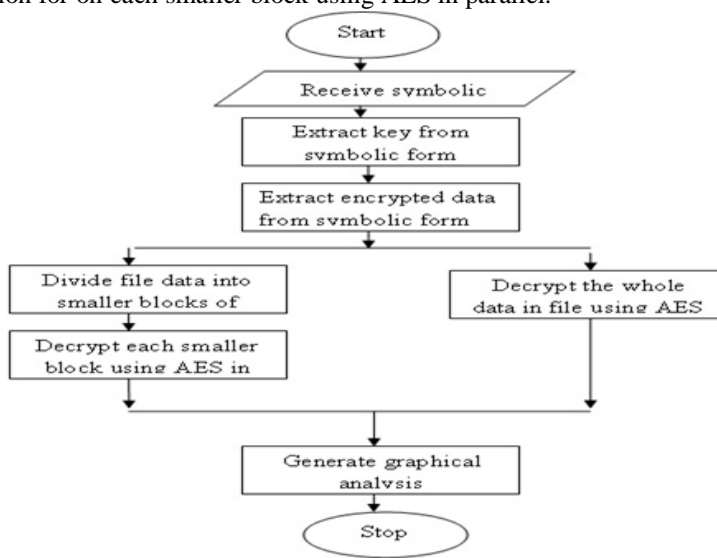 ion for on each smaller block using AES in parallel.
Start
Receive symbolic
Extract key from
symbolic form
Extract encrypted data
from symbolic form
Divide file data into
smaller blocks of
Decrypt each smaller
block using AES in
Decrypt the whole
data in file using AES
Generate graphical
analysis
Stop